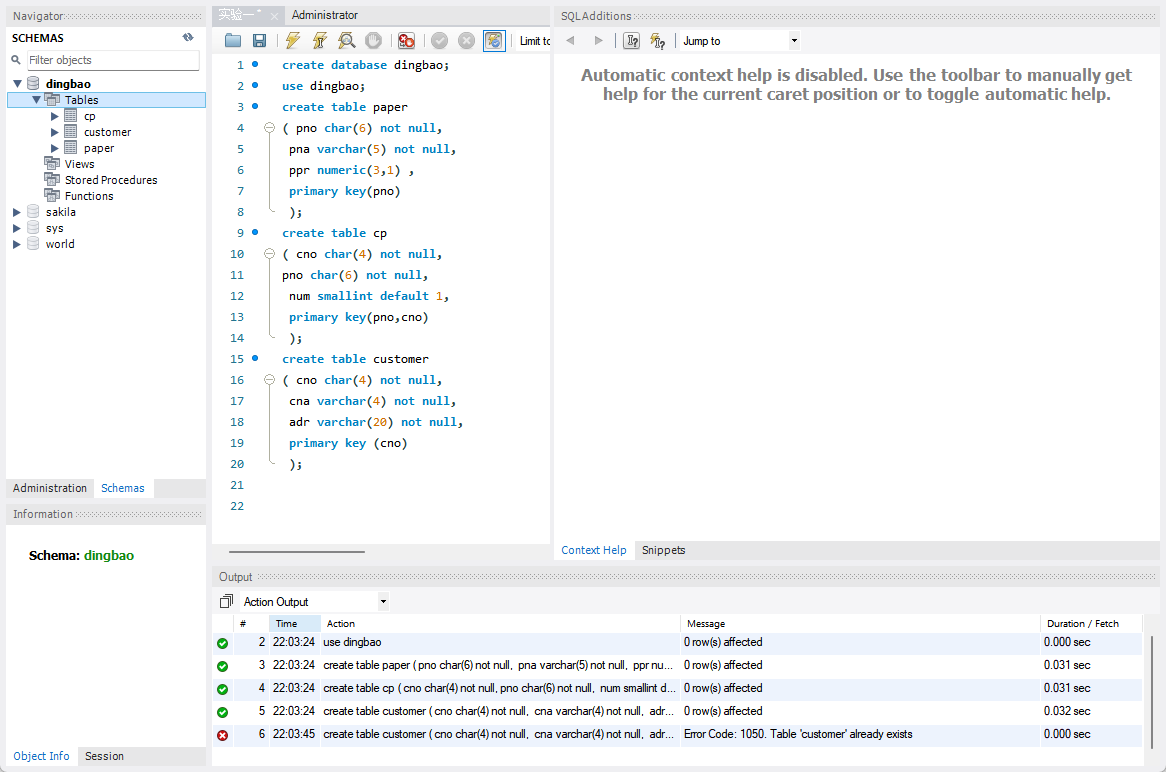 Navigator
SCHEMAS
Filter objects
dingbao
Tables
cp
customer
paper
Views
Stored Procedures
Functions
sakila
sys
world
Administration Schemas
Information
Schema: dingbao
Object Info Session
实验一* Administrator
Limit to
1 create database dingbao;
2 use dingbao;
3 create table paper
4 ( pno char(6) not null,
5 pna varchar(5) not null,
6 ppr numeric(3,1) ,
7 primary key(pno)
8 );
9 create table cp
10 ( cno char(4) not null,
11 pno char(6) not null,
12 num smallint default 1,
13 primary key(pno,cno)
14 );
15 create table customer
16 ( cno char(4) not null,
17 cna varchar(4) not null,
18 adr varchar(20) not null,
19 primary key (cno)
20 );
21
22
SQLAdditions
Jump to
Automatic context help is disabled. Use the toolbar to manually get
help for the current caret position or to toggle automatic help.
Context Help Snippets
Output
Action Output
# Time Action Message Duration / Fetch
2 22:03:24 use dingbao 0 row(s) affected 0.000 sec
3 22:03:24 create table paper ( pno char(6) not null, pna varchar(5) not null, ppr nu... 0 row(s) affected 0.031 sec
4 22:03:24 create table cp ( cno char(4) not null, pno char(6) not null, num smallint d... 0 row(s) affected 0.031 sec
5 22:03:24 create table customer ( cno char(4) not null, cna varchar(4) not null, adr... 0 row(s) affected 0.032 sec
6 22:03:45 create table customer ( cno char(4) not null, cna varchar(4) not null, adr... Error Code: 1050. Table 'customer' already exists 0.000 sec